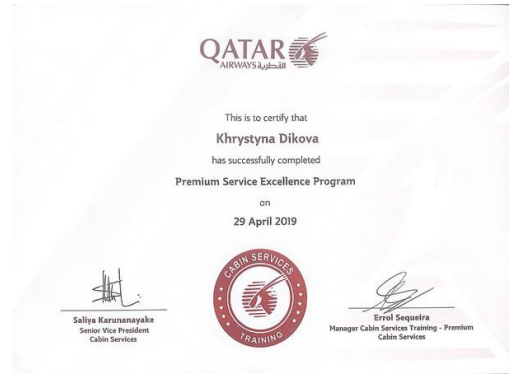 QATAR
AIRWAYS القطرية
This is to certify that
Khrystyna Dikova
has successfully completed
Premium Service Excellence Program
on
29 April 2019
CABIN SERVICES
TRAINING
Saliya Karunanayake
Senior Vice President
Cabin Services
Errol Sequeira
Manager Cabin Services Training - Premium
Cabin Services